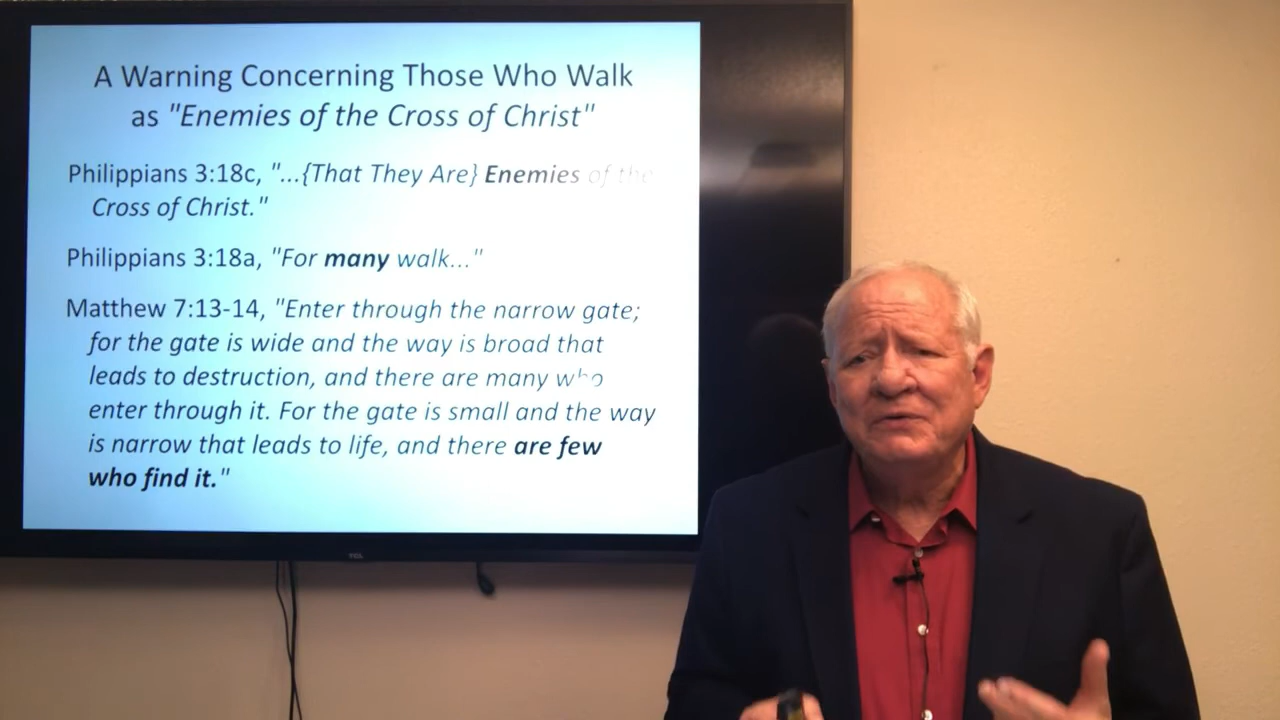 A Warning Concerning Those Who Walk
as "Enemies of the Cross of Christ"
Philippians 3:18c, "...{That They Are} Enemies of the
Cross of Christ."
Philippians 3:18a, "For many walk..."
Matthew 7:13-14, "Enter through the narrow gate;
for the gate is wide and the way is broad that
leads to destruction, and there are many who
enter through it. For the gate is small and the way
is narrow that leads to life, and there are few
who find it."
TCL